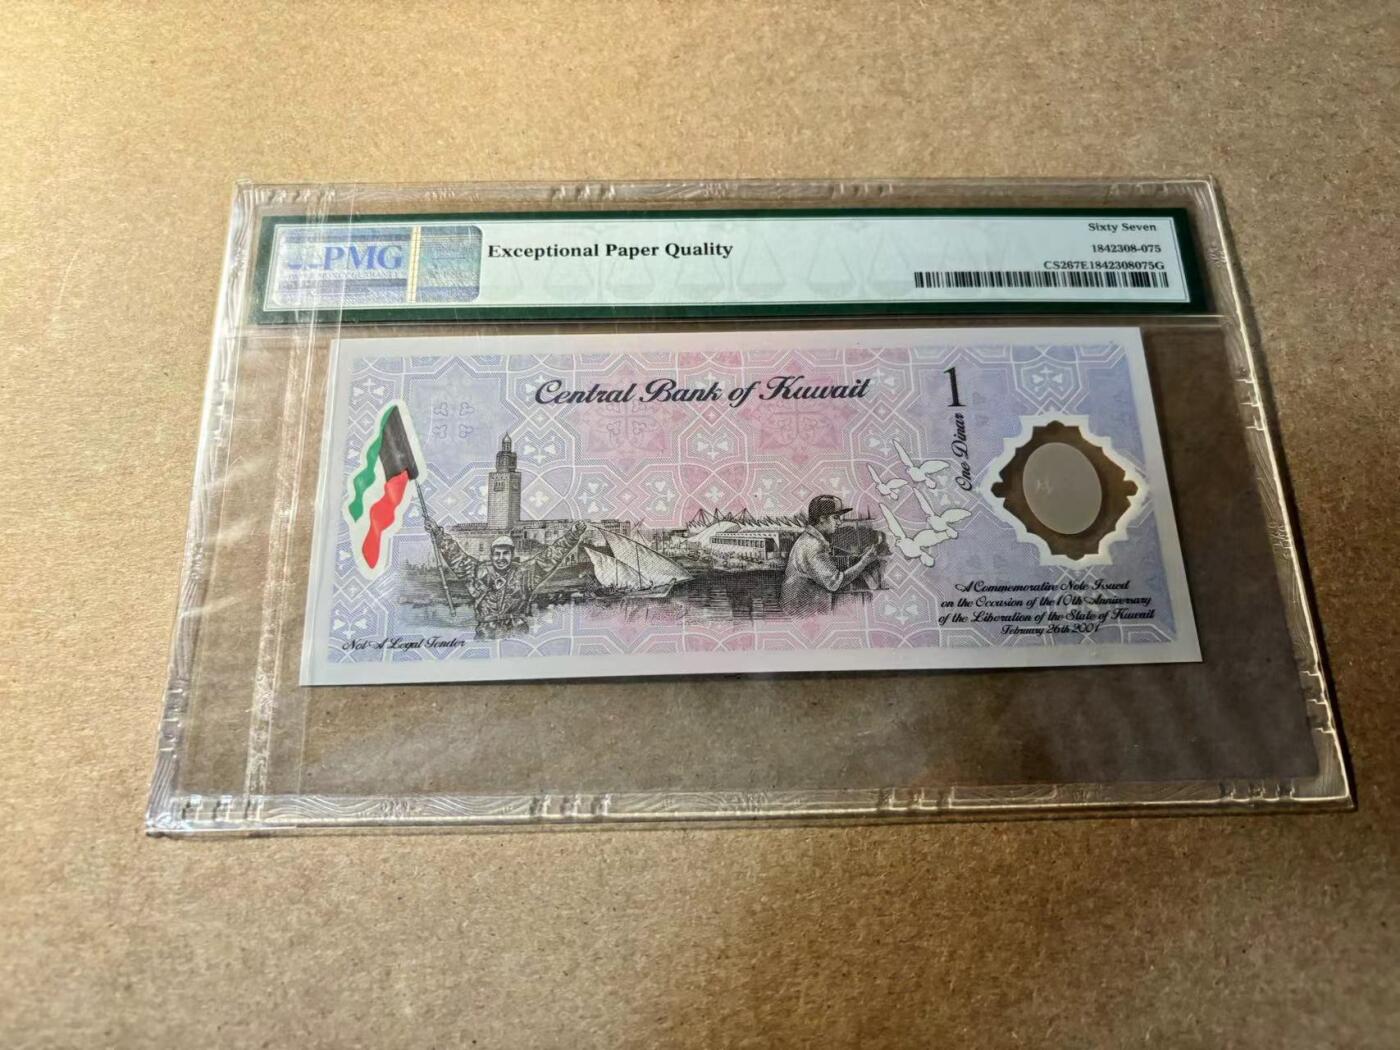 PMG
Exceptional Paper Quality
Sixty Seven
1842308-075
CS267E1842308075G
Central Bank of Kuwait
1
One Dinar
A Commemorative Note Issued
on the Occasion of the 10th Anniversary
of the Liberation of the State of Kuwait
February 26th 2001
Not A Legal Tender